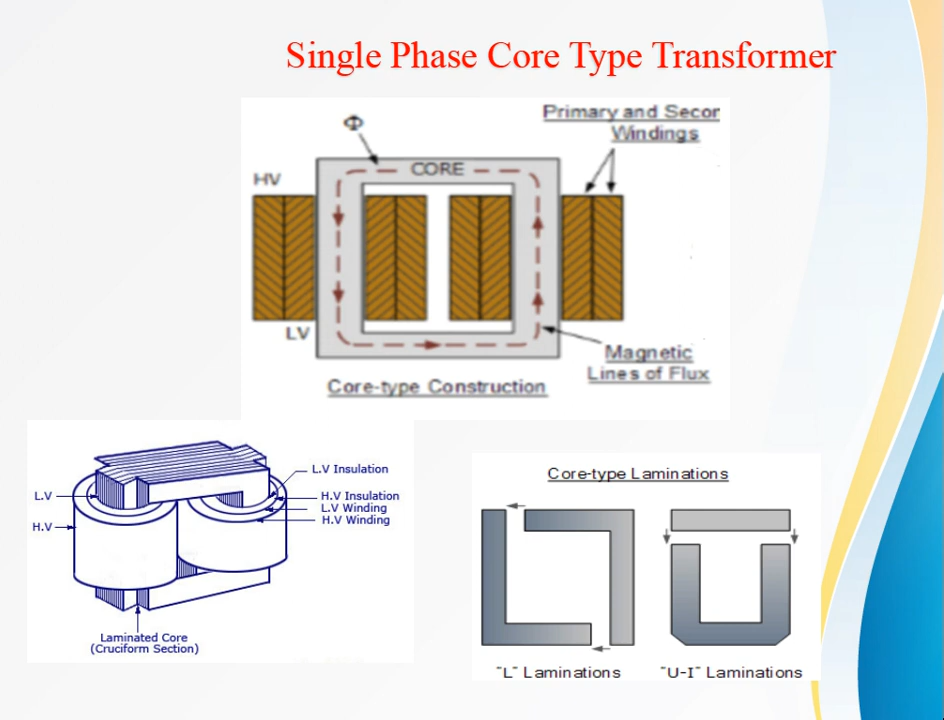 Single Phase Core Type Transformer
Primary and Secon
Windings
Φ
CORE
HV
LV
Magnetic
Lines of Flux
Core-type Construction
L.V Insulation
L.V
H.V Insulation
L.V Winding
H.V
H.V Winding
Laminated Core
(Cruciform Section)
Core-type Laminations
"L" Laminations
"U-I" Laminations